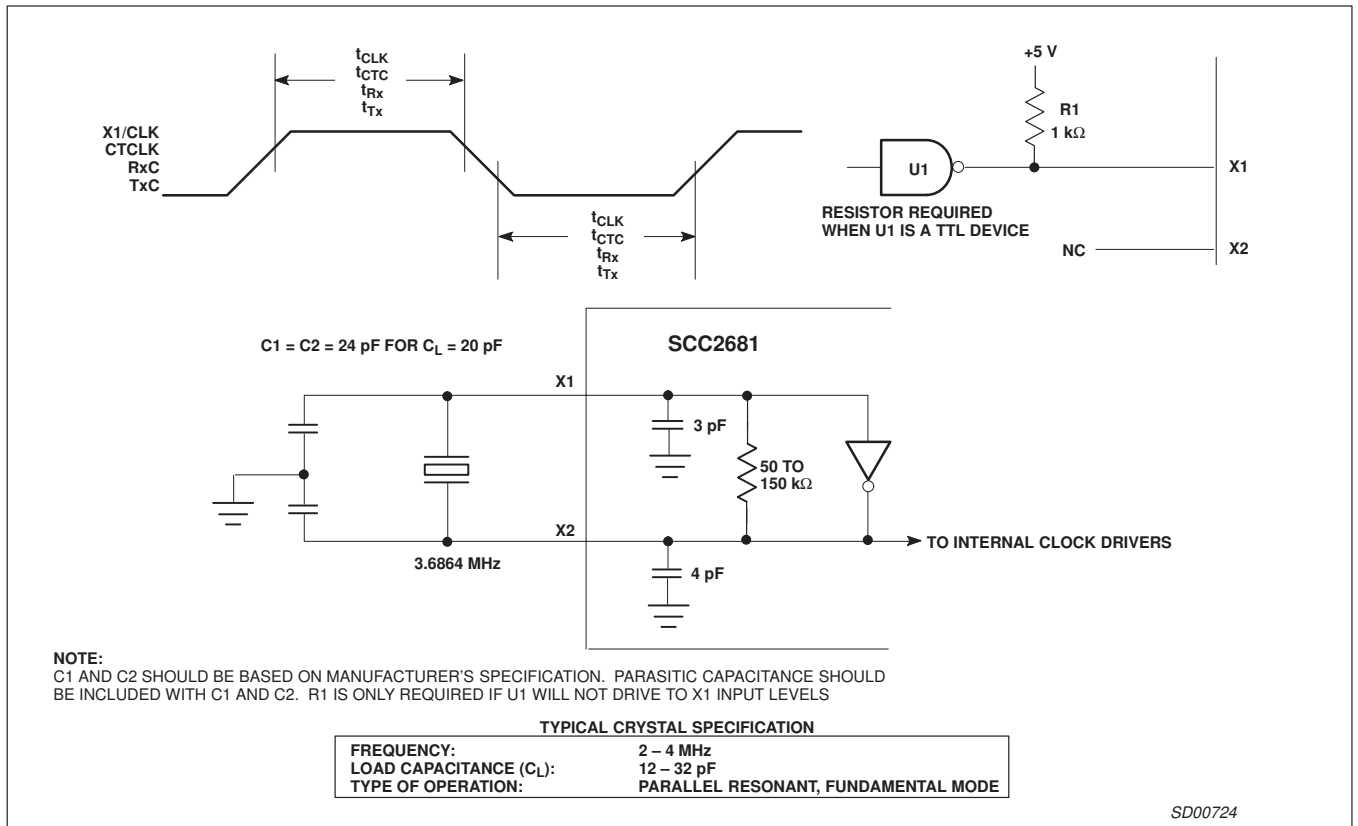 tCLK
tCTC
tRx
tTx
X1/CLK
CTCLK
RxC
TxC
tCLK
tCTC
tRx
tTx
+5 V
R1
1 kΩ
U1
X1
RESISTOR REQUIRED
WHEN U1 IS A TTL DEVICE
NC
X2
C1 = C2 = 24 pF FOR CL = 20 pF
SCC2681
X1
3 pF
50 TO
150 kΩ
X2
TO INTERNAL CLOCK DRIVERS
3.6864 MHz
4 pF
NOTE:
C1 AND C2 SHOULD BE BASED ON MANUFACTURER'S SPECIFICATION. PARASITIC CAPACITANCE SHOULD
BE INCLUDED WITH C1 AND C2. R1 IS ONLY REQUIRED IF U1 WILL NOT DRIVE TO X1 INPUT LEVELS
TYPICAL CRYSTAL SPECIFICATION
FREQUENCY: 2 – 4 MHz
LOAD CAPACITANCE (CL): 12 – 32 pF
TYPE OF OPERATION: PARALLEL RESONANT, FUNDAMENTAL MODE
SD00724